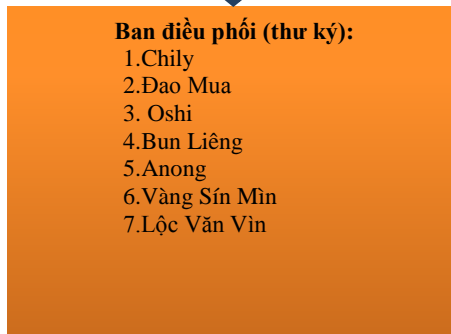 Ban điều phối (thư ký):
1.Chily
2.Đao Mua
3. Oshi
4.Bun Liêng
5.Anong
6.Vàng Sín Mìn
7.Lộc Văn Vìn